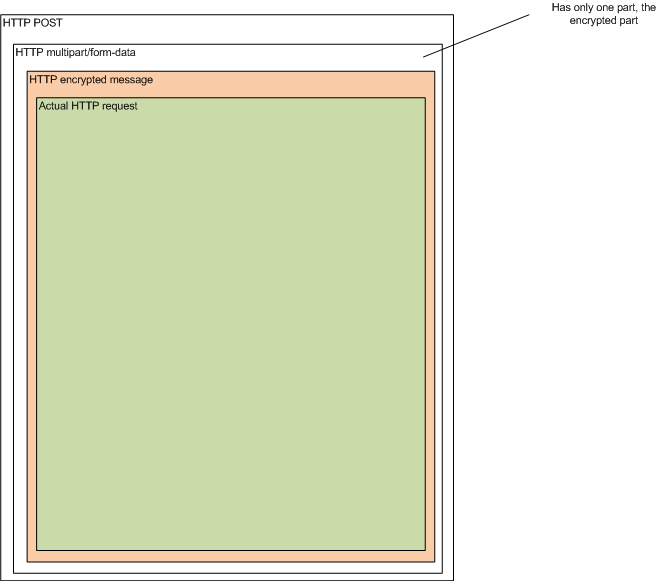 Has only one part, the
encrypted part
HTTP POST
HTTP multipart/form-data
HTTP encrypted message
Actual HTTP request